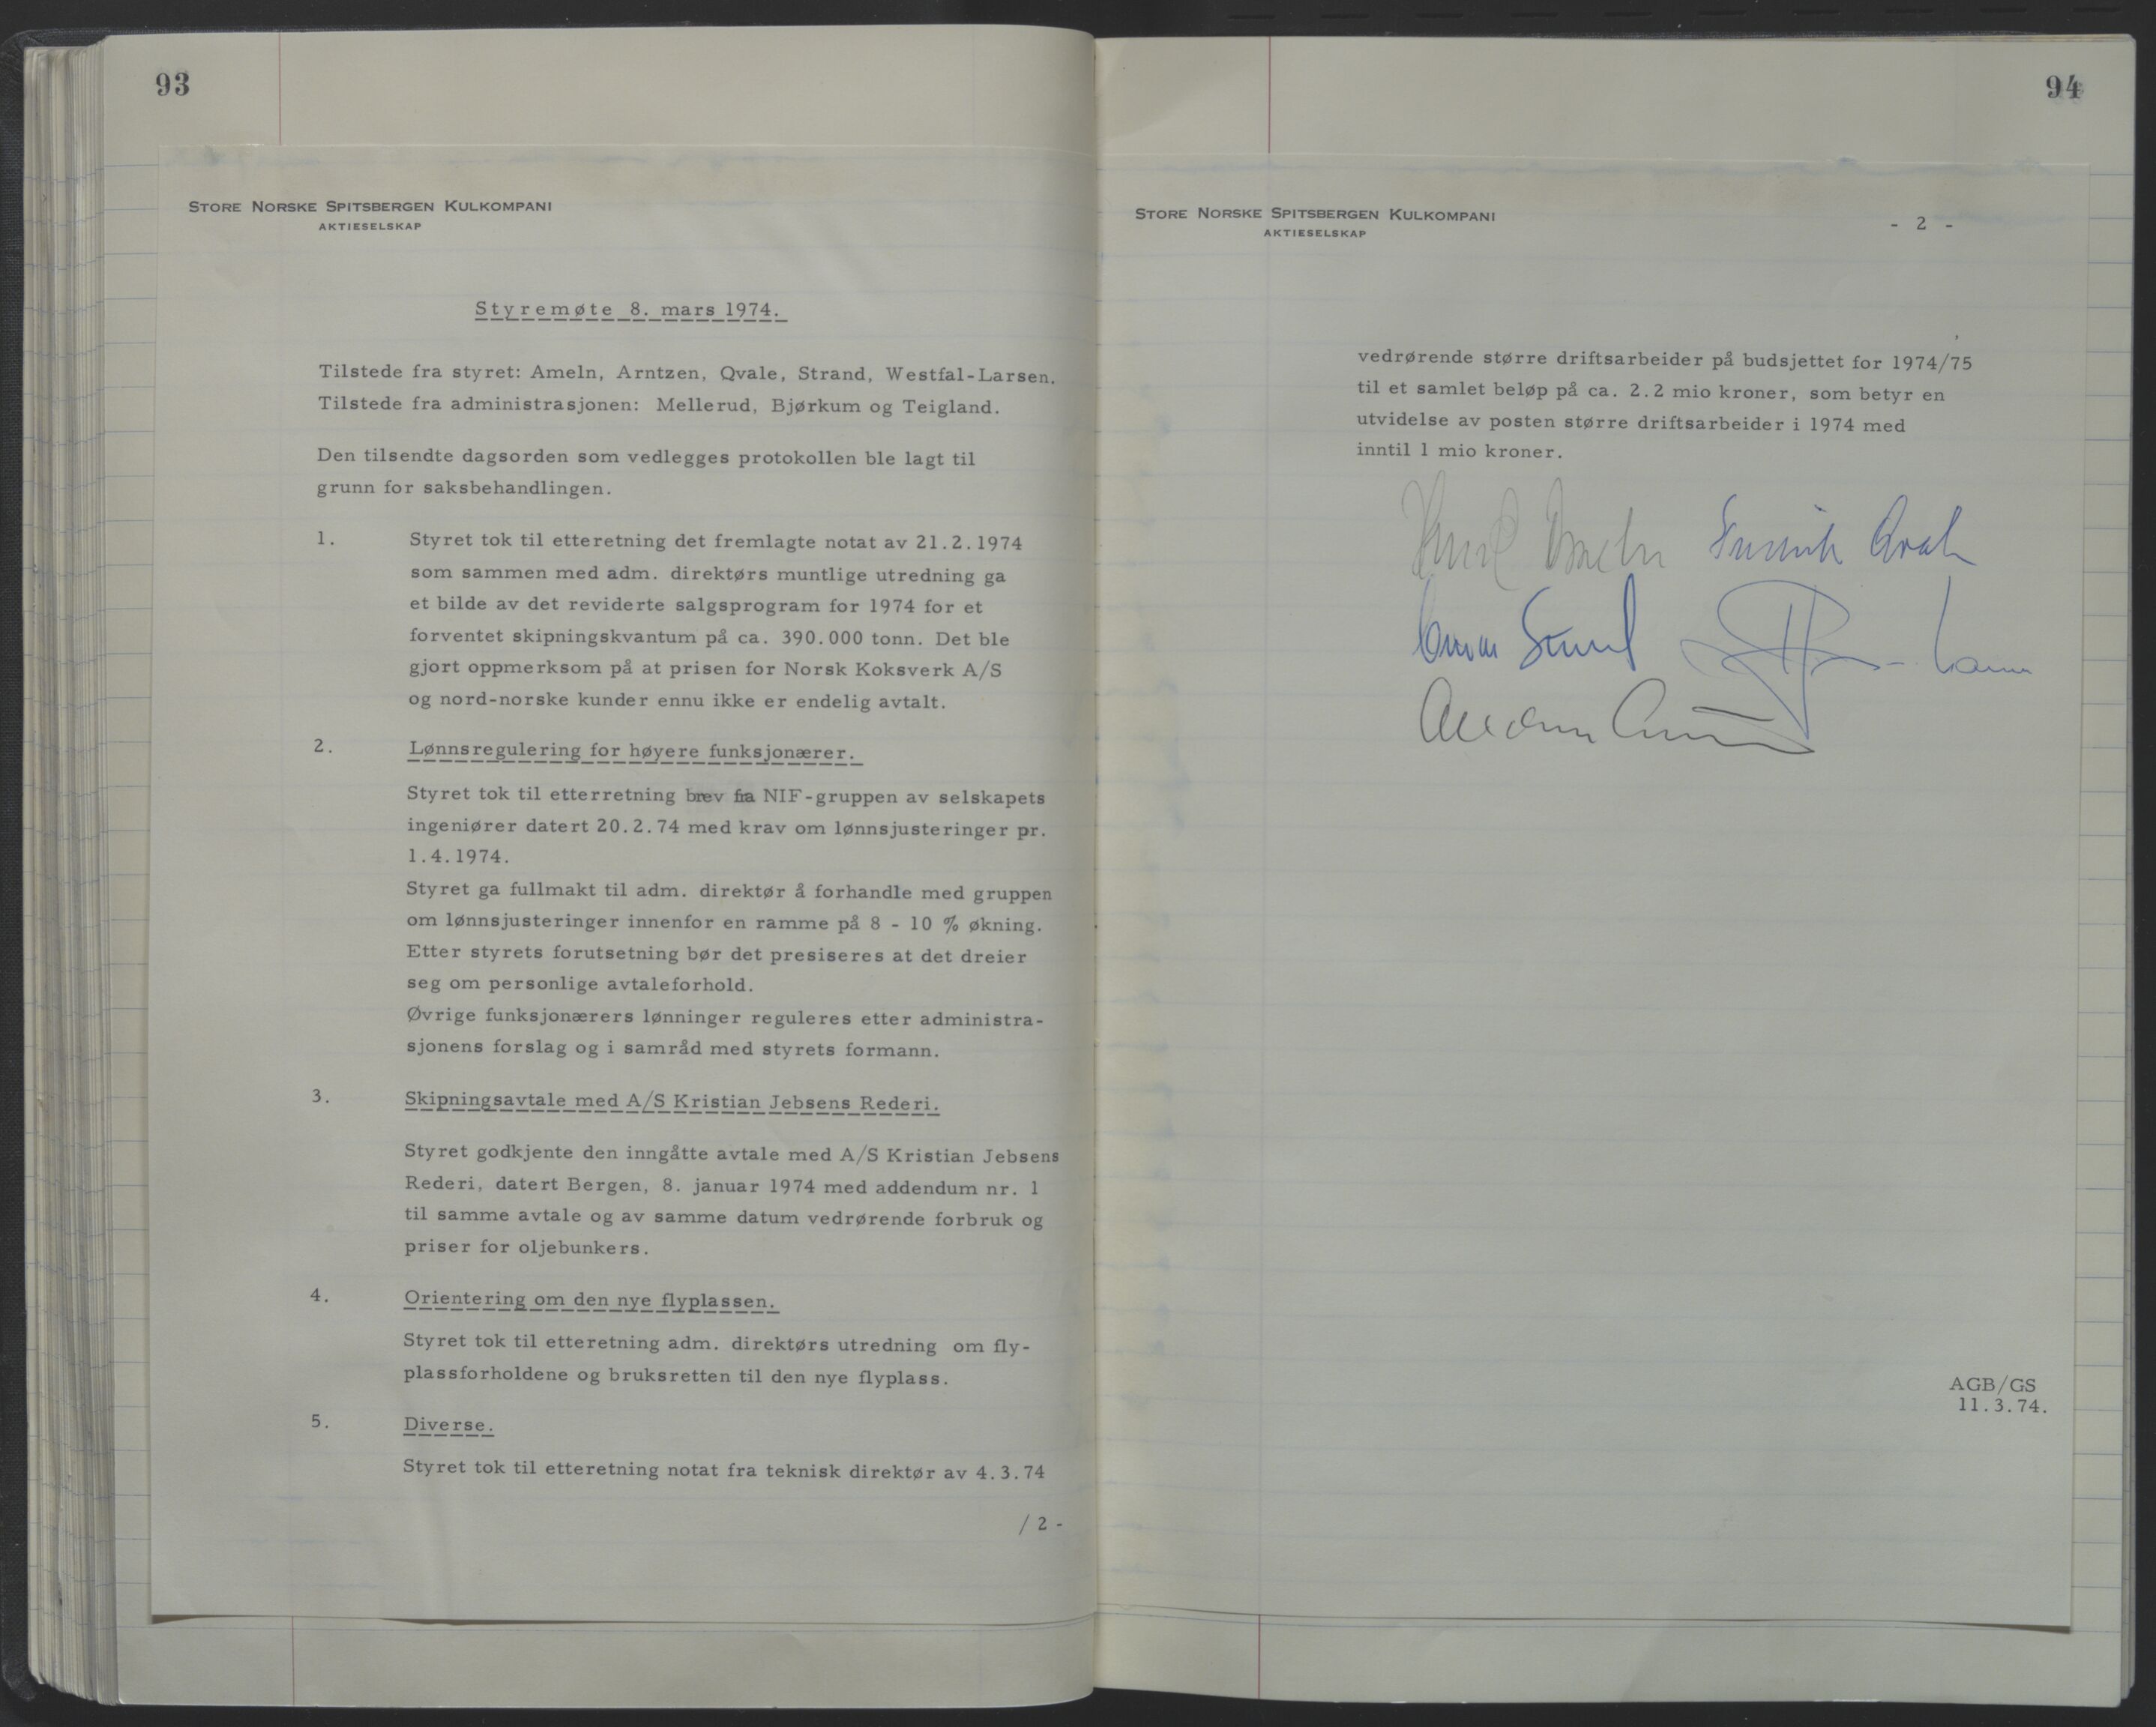 93
STORE NORSKE SPITSBERGEN KULKOMPANI
AKTIESELSKAP
Styremøte 8. mars 1974.
Tilstede fra styret: Ameln, Arntzen, Qvale, Strand, Westfal-Larsen.
Tilstede fra administrasjonen: Mellerud, Bjørkum og Teigland.
Den tilsendte dagsorden som vedlegges protokollen ble lagt til
grunn for saksbehandlingen.
1. Styret tok til etteretning det fremlagte notat av 21.2.1974
som sammen med adm. direktørs muntlige utredning ga
et bilde av det reviderte salgsprogram for 1974 for et
forventet skipningskvantum på ca. 390.000 tonn. Det ble
gjort oppmerksom på at prisen for Norsk Koksverk A/S
og nord-norske kunder ennu ikke er endelig avtalt.
2. Lønnsregulering for høyere funksjonærer.
Styret tok til etterretning brev fra NIF-gruppen av selskapets
ingeniører datert 20.2.74 med krav om lønnsjusteringer pr.
1.4.1974.
Styret ga fullmakt til adm. direktør å forhandle med gruppen
om lønnsjusteringer innenfor en ramme på 8 - 10 % økning.
Etter styrets forutsetning bør det presiseres at det dreier
seg om personlige avtaleforhold.
Øvrige funksjonærers lønninger reguleres etter administra-
sjonens forslag og i samråd med styrets formann.
3. Skipningsavtale med A/S Kristian Jebsens Rederi.
Styret godkjente den inngåtte avtale med A/S Kristian Jebsens
Rederi, datert Bergen, 8. januar 1974 med addendum nr. 1
til samme avtale og av samme datum vedrørende forbruk og
priser for oljebunkers.
4. Orientering om den nye flyplassen.
Styret tok til etteretning adm. direktørs utredning om fly-
plassforholdene og bruksretten til den nye flyplass.
5. Diverse.
Styret tok til etteretning notat fra teknisk direktør av 4.3.74
/ 2 -
94
STORE NORSKE SPITSBERGEN KULKOMPANI
AKTIESELSKAP
- 2 -
vedrørende større driftsarbeider på budsjettet for 1974/75
til et samlet beløp på ca. 2.2 mio kroner, som betyr en
utvidelse av posten større driftsarbeider i 1974 med
inntil 1 mio kroner.
AGB/GS
11.3.74.